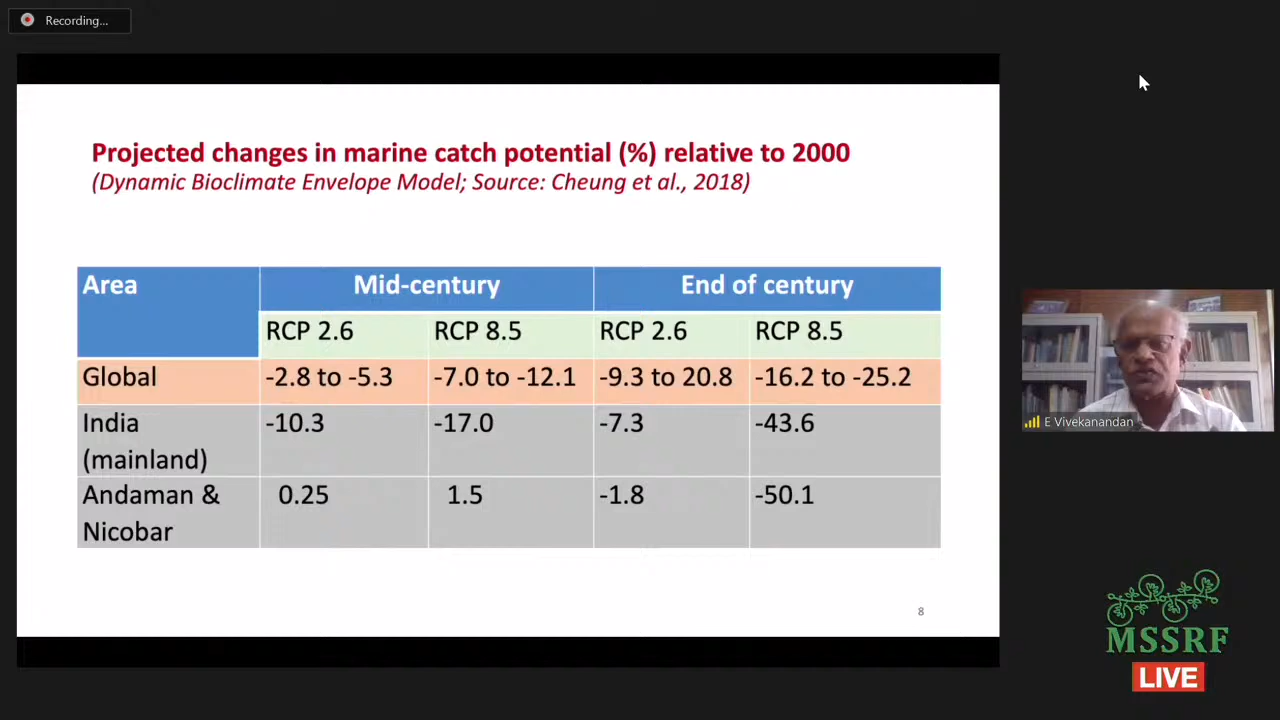 Recording...
Projected changes in marine catch potential (%) relative to 2000
(Dynamic Bioclimate Envelope Model; Source: Cheung et al., 2018)
Area Mid-century End of century
RCP 2.6 RCP 8.5 RCP 2.6 RCP 8.5
Global -2.8 to -5.3 -7.0 to -12.1 -9.3 to 20.8 -16.2 to -25.2
India -10.3 -17.0 -7.3 -43.6
(mainland)
Andaman & 0.25 1.5 -1.8 -50.1
Nicobar
8
E Vivekanandan
MSSRF
LIVE